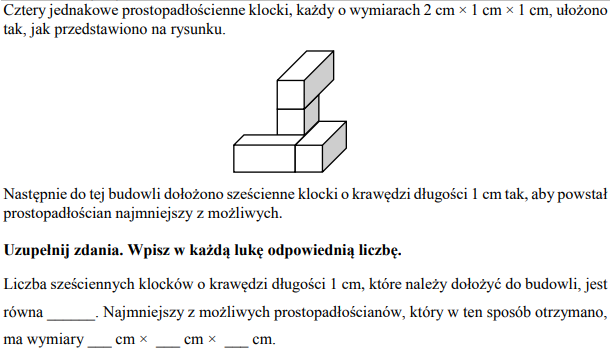 Cztery jednakowe prostopadłościenne klocki, każdy o wymiarach 2 cm × 1 cm × 1 cm, ułożono
tak, jak przedstawiono na rysunku.
Następnie do tej budowli dołożono sześcienne klocki o krawędzi długości 1 cm tak, aby powstał
prostopadłościan najmniejszy z możliwych.
Uzupełnij zdania. Wpisz w każdą lukę odpowiednią liczbę.
Liczba sześciennych klocków o krawędzi długości 1 cm, które należy dołożyć do budowli, jest
równa ______. Najmniejszy z możliwych prostopadłościanów, który w ten sposób otrzymano,
ma wymiary ___ cm × ___ cm × ___ cm.